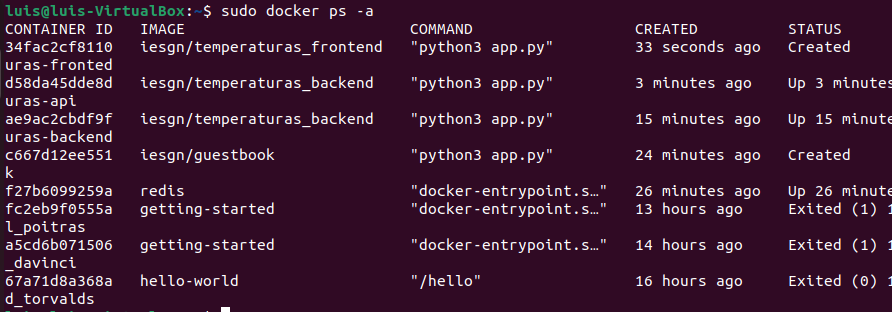 luis@luis-VirtualBox:~$ sudo docker ps -a
CONTAINER ID   IMAGE                         COMMAND                  CREATED          STATUS
34fac2cf8110   iesgn/temperaturas_frontend   "python3 app.py"         33 seconds ago   Created
uras-fronted
d58da45dde8d   iesgn/temperaturas_backend    "python3 app.py"         3 minutes ago    Up 3 minutes
uras-api
ae9ac2cbdf9f   iesgn/temperaturas_backend    "python3 app.py"         15 minutes ago   Up 15 minute
uras-backend
c667d12ee551   iesgn/guestbook               "python3 app.py"         24 minutes ago   Created
k
f27b6099259a   redis                         "docker-entrypoint.s…"   26 minutes ago   Up 26 minute
fc2eb9f0555a   getting-started               "docker-entrypoint.s…"   13 hours ago     Exited (1) 1
l_poitras
a5cd6b071506   getting-started               "docker-entrypoint.s…"   14 hours ago     Exited (1) 1
_davinci
67a71d8a368a   hello-world                   "/hello"                 16 hours ago     Exited (0) 1
d_torvalds